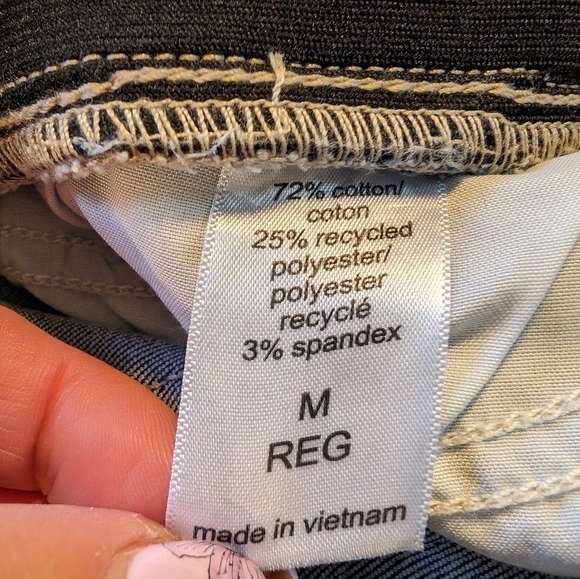 72% cotton/
coton
25% recycled
polyester/
polyester
recyclé
3% spandex
M
REG
made in vietnam